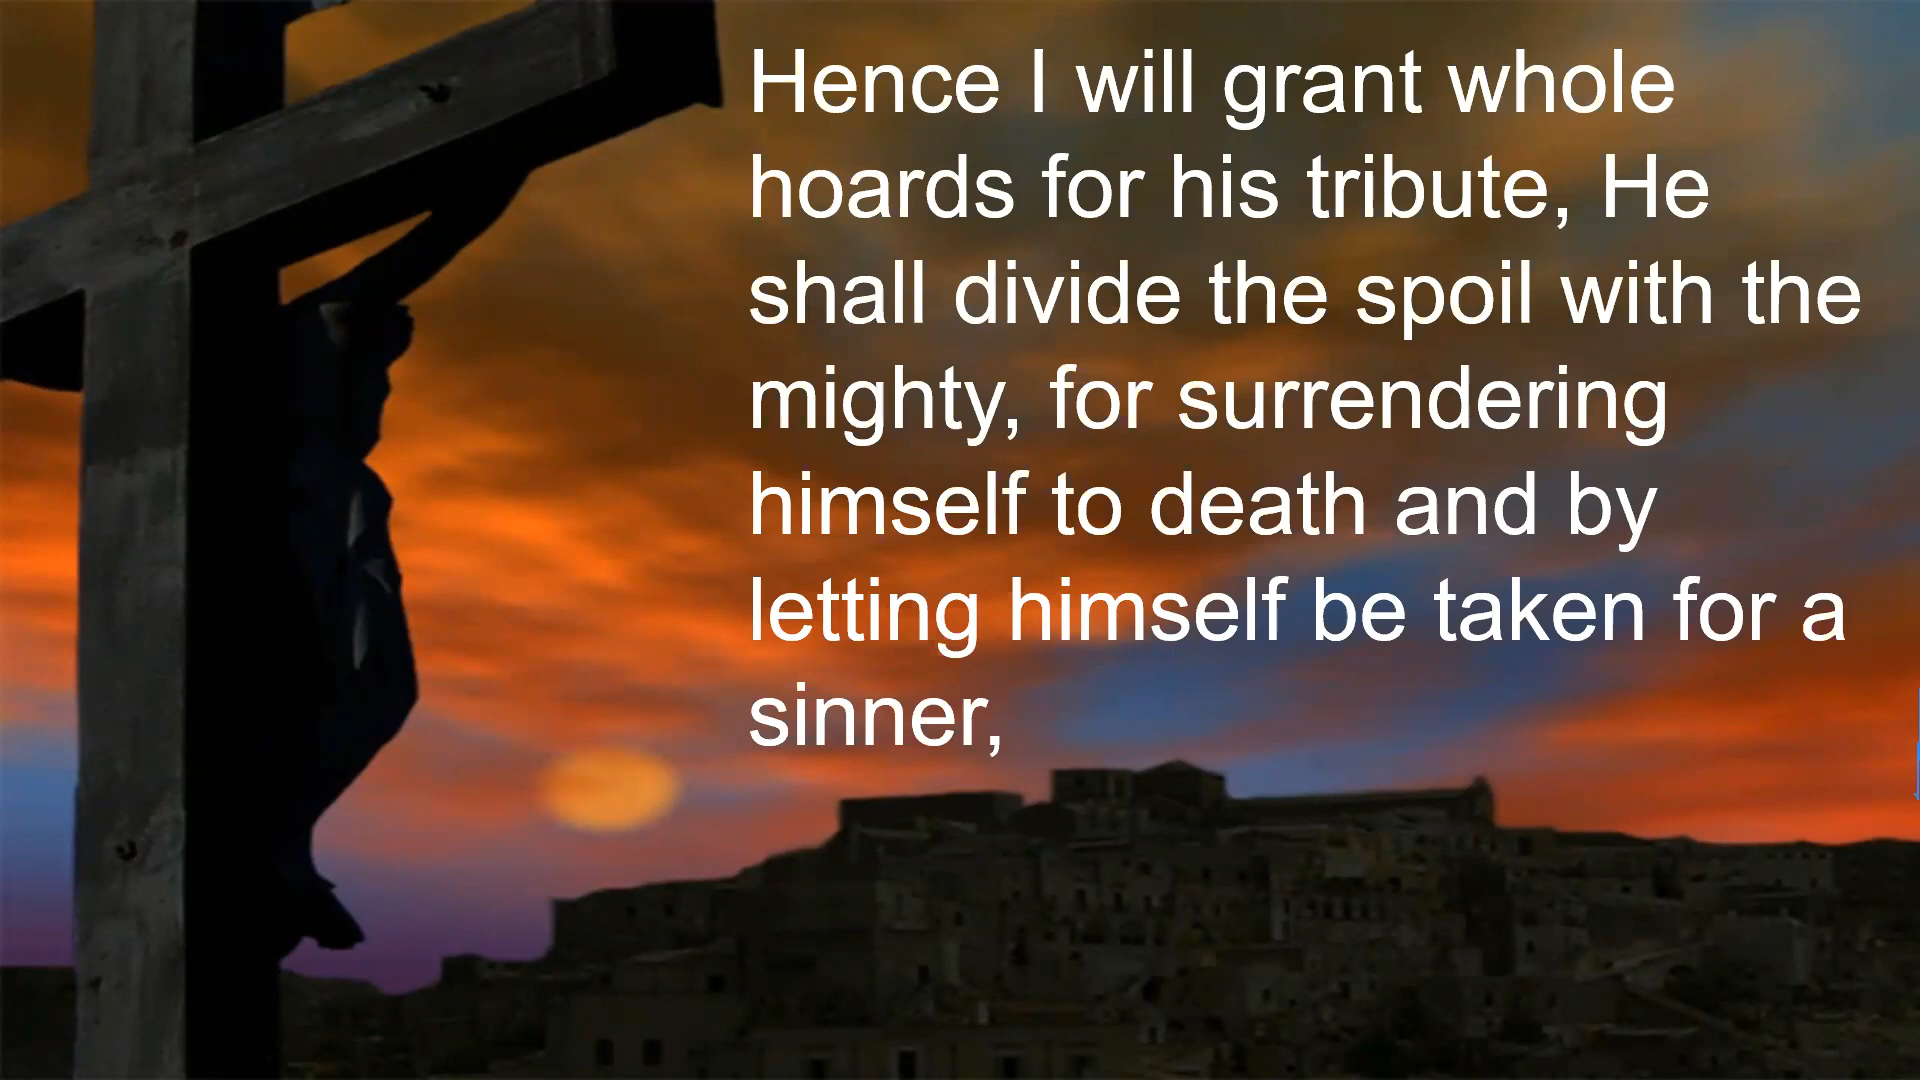 Hence I will grant whole
hoards for his tribute, He
shall divide the spoil with the
mighty, for surrendering
himself to death and by
letting himself be taken for a
sinner,